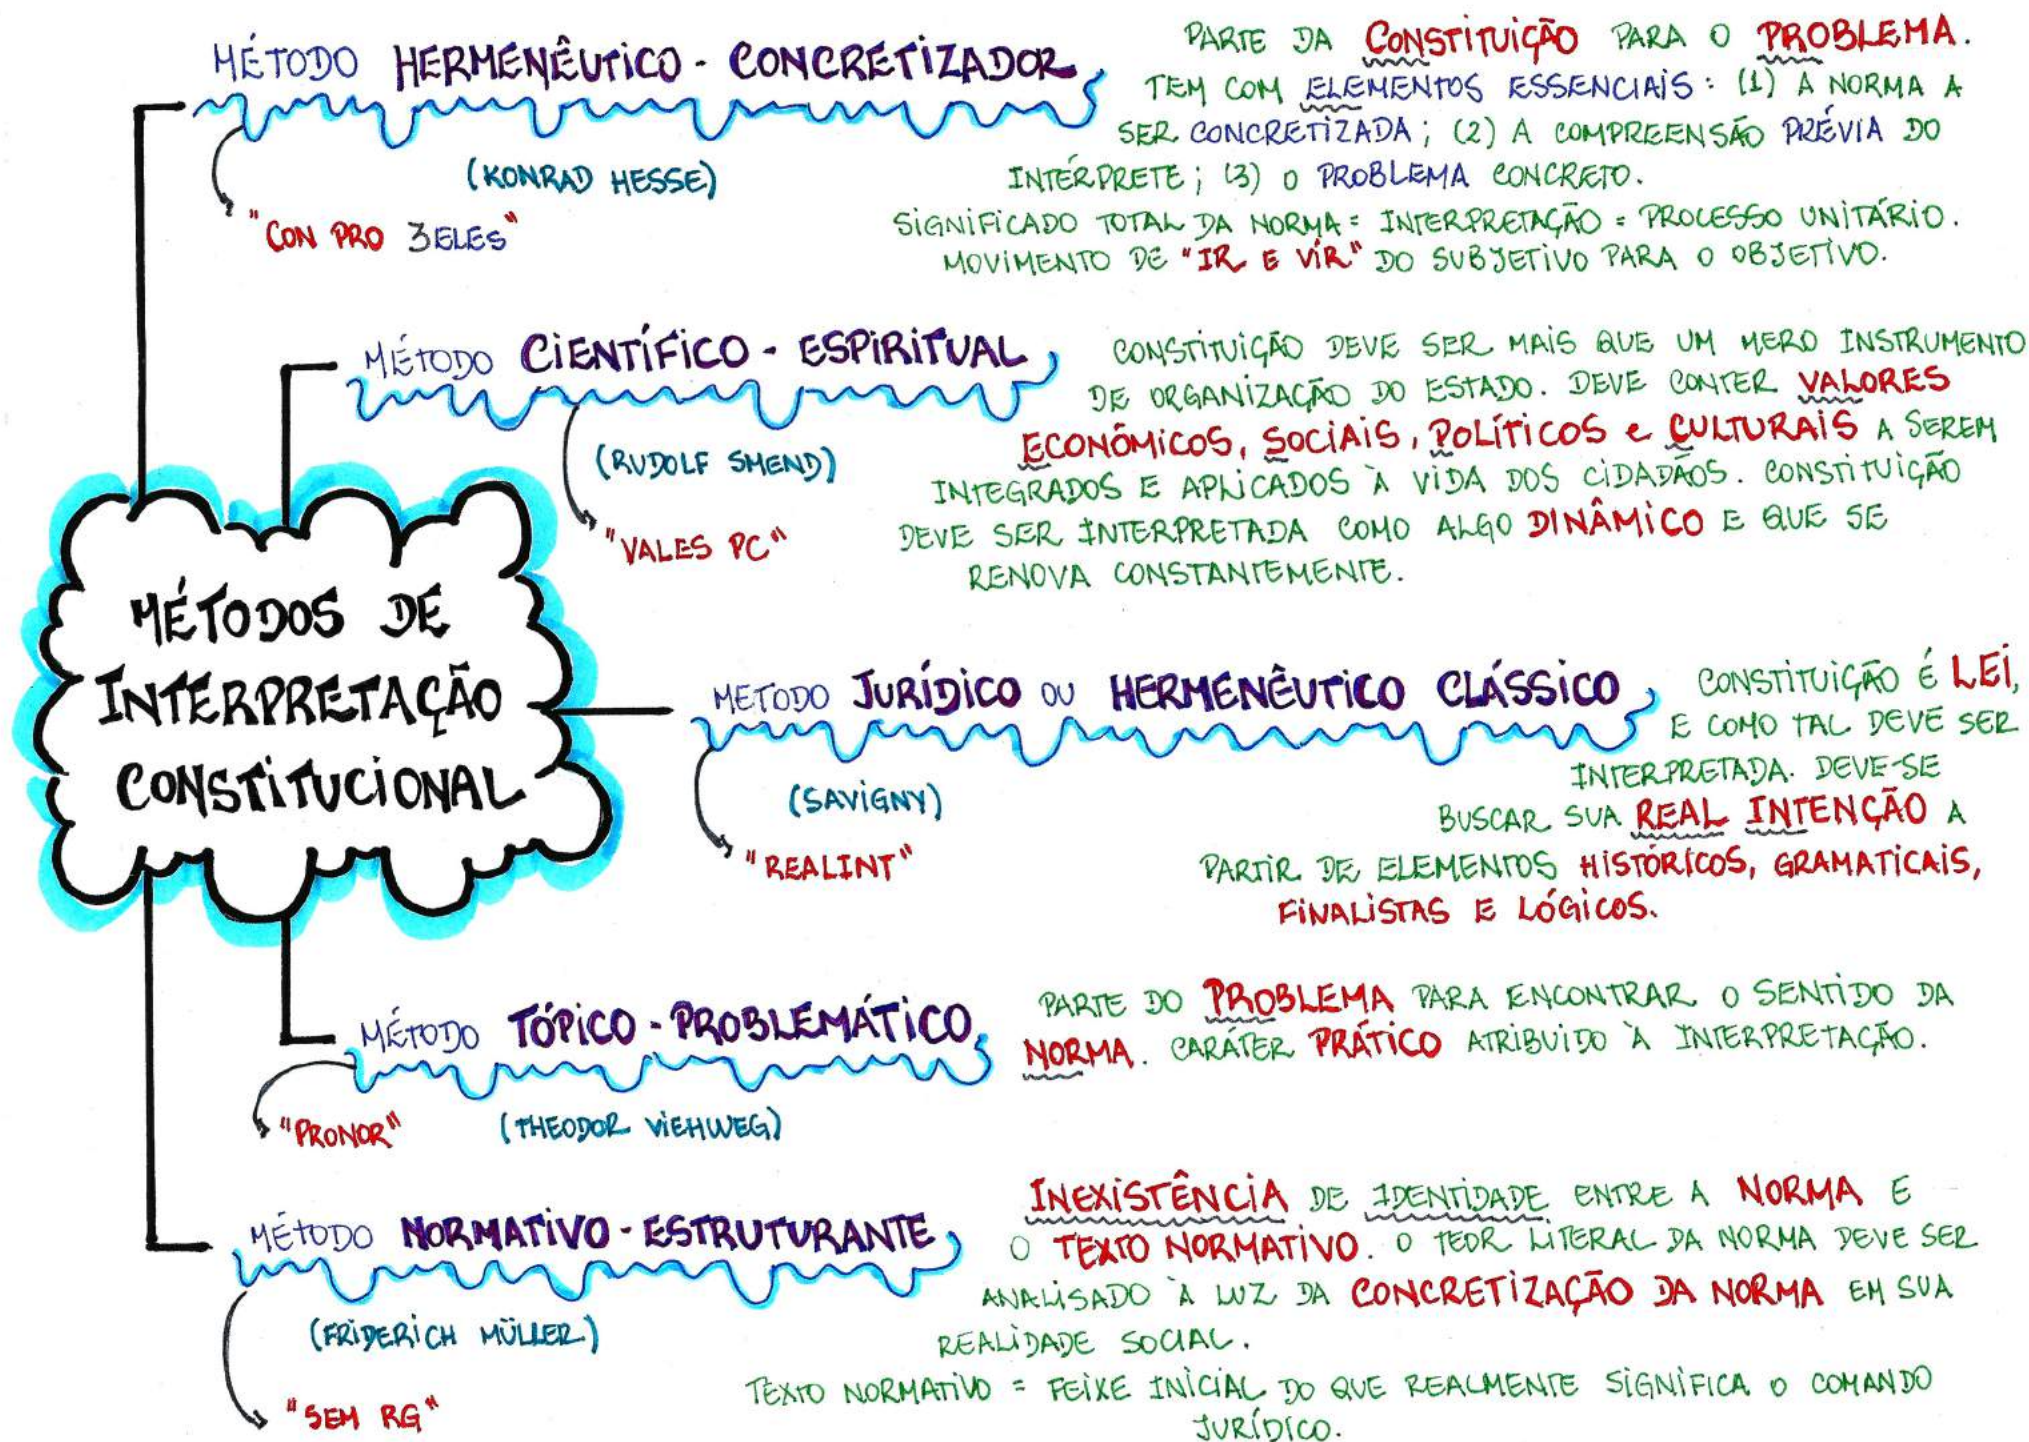 MÉTODO HERMENÊUTICO - CONCRETIZADOR
(KONRAD HESSE)
"CON PRO 3ELES"
PARTE DA CONSTITUIÇÃO PARA O PROBLEMA.
TEM COM ELEMENTOS ESSENCIAIS: (1) A NORMA A
SER CONCRETIZADA; (2) A COMPREENSÃO PRÉVIA DO
INTÉRPRETE; (3) O PROBLEMA CONCRETO.
SIGNIFICADO TOTAL DA NORMA = INTERPRETAÇÃO = PROCESSO UNITÁRIO.
MOVIMENTO DE "IR E VIR" DO SUBJETIVO PARA O OBJETIVO.
MÉTODO CIENTÍFICO - ESPIRITUAL
(RUDOLF SMEND)
"VALES PC"
CONSTITUIÇÃO DEVE SER MAIS QUE UM MERO INSTRUMENTO
DE ORGANIZAÇÃO DO ESTADO. DEVE CONTER VALORES
ECONÔMICOS, SOCIAIS, POLÍTICOS e CULTURAIS A SEREM
INTEGRADOS E APLICADOS À VIDA DOS CIDADÃOS. CONSTITUIÇÃO
DEVE SER INTERPRETADA COMO ALGO DINÂMICO E QUE SE
RENOVA CONSTANTEMENTE.
MÉTODOS DE
INTERPRETAÇÃO
CONSTITUCIONAL
METODO JURÍDICO OU HERMENÊUTICO CLÁSSICO
(SAVIGNY)
"REALINT"
CONSTITUIÇÃO É LEI,
E COMO TAL DEVE SER
INTERPRETADA. DEVE-SE
BUSCAR SUA REAL INTENÇÃO A
PARTIR DE ELEMENTOS HISTÓRICOS, GRAMATICAIS,
FINALISTAS E LÓGICOS.
MÉTODO TÓPICO - PROBLEMÁTICO
"PRONOR"
(THEODOR VIEHWEG)
PARTE DO PROBLEMA PARA ENCONTRAR O SENTIDO DA
NORMA. CARÁTER PRÁTICO ATRIBUIDO À INTERPRETAÇÃO.
MÉTODO NORMATIVO - ESTRUTURANTE
(FRIDERICH MÜLLER)
"SEM RG"
INEXISTÊNCIA DE IDENTIDADE ENTRE A NORMA E
O TEXTO NORMATIVO. O TEOR LITERAL DA NORMA DEVE SER
ANALISADO À LUZ DA CONCRETIZAÇÃO DA NORMA EM SUA
REALIDADE SOCIAL.
TEXTO NORMATIVO = FEIXE INICIAL DO QUE REALMENTE SIGNIFICA O COMANDO
JURÍDICO.